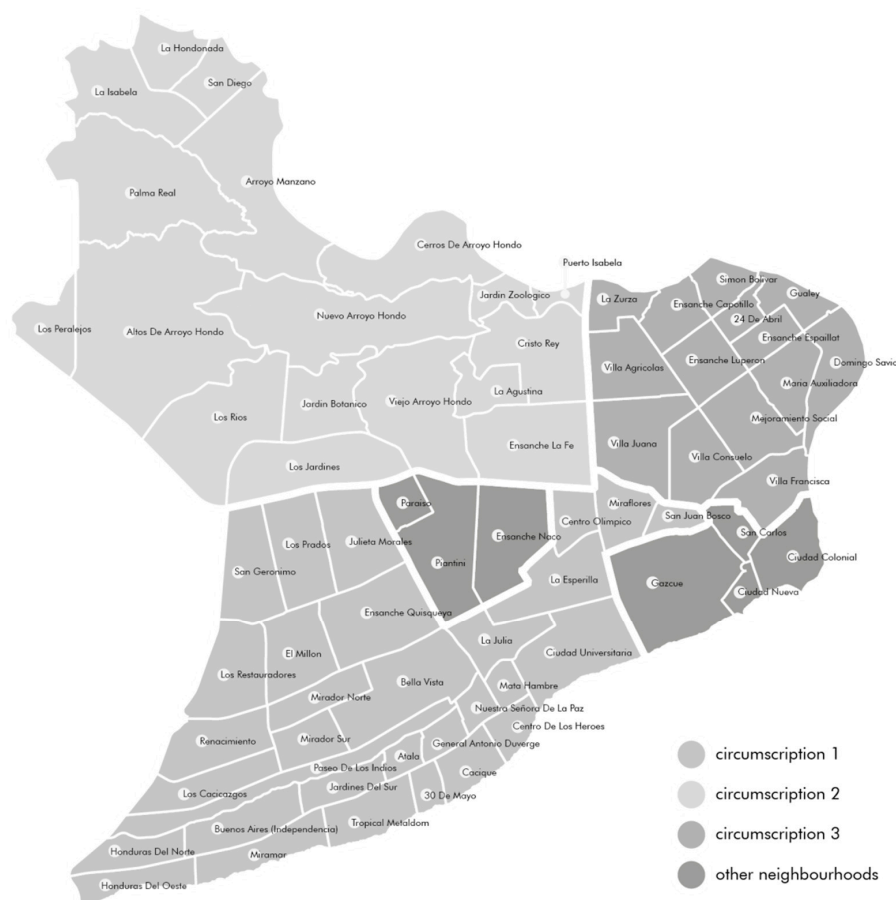 La Hondonada
San Diego
La Isabela
Arroyo Manzano
Palma Real
Cerros De Arroyo Hondo
Puerto Isabela
Simon Bolivar
Gualey
Jardin Zoologico
La Zurza
Ensanche Capotillo
24 De Abril
Nuevo Arroyo Hondo
Los Peralejos
Altos De Arroyo Hondo
Cristo Rey
Ensanche Espaillat
Ensanche Luperon
Domingo Savio
Villa Agricolas
Maria Auxiliadora
La Agustina
Jardin Botanico
Viejo Arroyo Hondo
Los Rios
Mejoramiento Social
Ensanche La Fe
Villa Juana
Villa Consuelo
Los Jardines
Villa Francisca
Paraiso
Miraflores
San Juan Bosco
Centro Olimpico
San Carlos
Ensanche Naco
Julieta Morales
Los Prados
Ciudad Colonial
Piantini
San Geronimo
La Esperilla
Gazcue
Ciudad Nueva
Ensanche Quisqueya
La Julia
El Millon
Ciudad Universitaria
Los Restauradores
Bella Vista
Mata Hambre
Mirador Norte
Nuestra Señora De La Paz
Centro De Los Heroes
Renacimiento
Mirador Sur
General Antonio Duverge
Atala
Paseo De Los Indios
Cacique
Jardines Del Sur
Los Cacicazgos
30 De Mayo
Tropical Metaldom
Buenos Aires (Independencia)
Honduras Del Norte
Miramar
Honduras Del Oeste
circumscription 1
circumscription 2
circumscription 3
other neighbourhoods